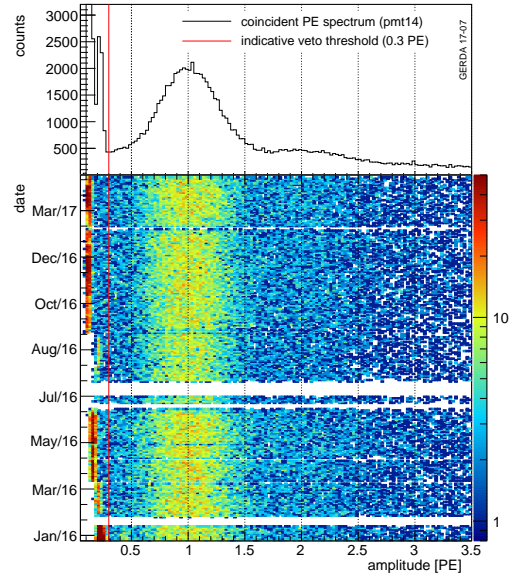 counts
3000
2500
2000
1500
1000
500
coincident PE spectrum (pmt14)
indicative veto threshold (0.3 PE)
GERDA 17-07
date
Mar/17
Dec/16
Oct/16
Aug/16
Jul/16
May/16
Mar/16
Jan/16
10
1
0.5
1
1.5
2
2.5
3
3.5
amplitude [PE]